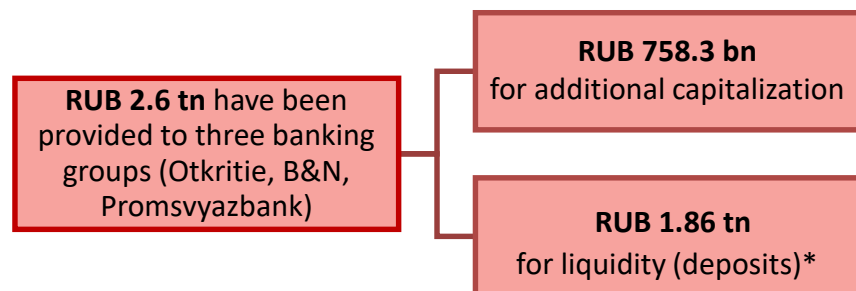 RUB 2.6 tn have been
provided to three banking
groups (Otkritie, B&N,
Promsvyazbank)
RUB 758.3 bn
for additional capitalization
RUB 1.86 tn
for liquidity (deposits)*